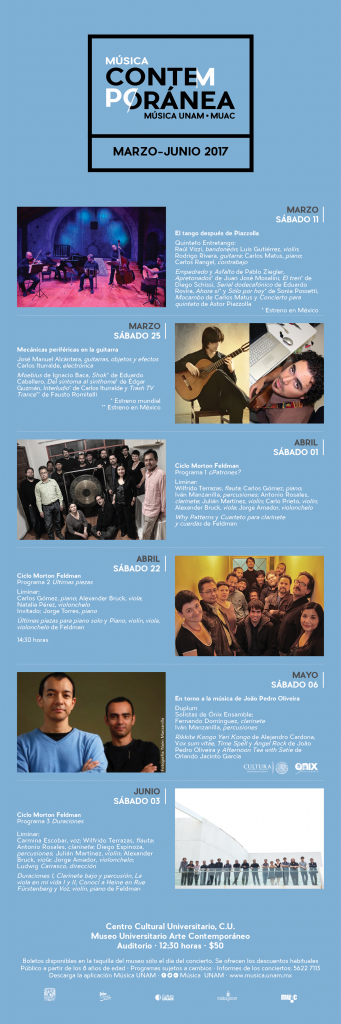 MÚSICA
CONTEM
PORÁNEA
MÚSICA UNAM • MUAC
MARZO-JUNIO 2017
MARZO
SÁBADO 11
El tango después de Piazzolla
Quinteto Entretango:
Raúl Vizzi, bandoneón; Luis Gutiérrez, violín
Rodrigo Rivera, guitarra; Carlos Matus, piano;
Carlos Rangel, contrabajo
Empedrado y Asfalto de Pablo Ziegler,
Apretonados* de Juan José Mosalini, El tren* de
Diego Schissi, Serial dodecafónico de Eduardo
Rovira, Ahora sí* y Solo por hoy* de Sonia Possetti,
Mocambo de Carlos Matus y Concierto para
quinteto de Astor Piazzolla
* Estreno en México
MARZO
SÁBADO 25
Mecánicas periféricas en la guitarra
José Manuel Alcántara, guitarras, objetos y efectos
Carlos Iturralde, electrónica
Moebius de Ignacio Baca, Shok* de Eduardo
Caballero, Del sintoma al sinthome* de Edgar
Guzmán, Interludio* de Carlos Iturralde y Trash TV
Trance** de Fausto Romitelli
* Estreno mundial
** Estreno en México
ABRIL
SÁBADO 01
Ciclo Morton Feldman
Programa 1 ¿Patrones?
Liminar:
Wilfrido Terrazas, flauta; Carlos Gómez, piano;
Iván Manzanilla, percusiones; Antonio Rosales,
clarinete; Julián Martínez, violín; Carlo Prieto, violín;
Alexander Bruck, viola; Jorge Amador, violonchelo
Why Patterns y Cuarteto para clarinete
y cuerdas de Feldman
ABRIL
SÁBADO 22
Ciclo Morton Feldman
Programa 2 Últimas piezas
Liminar:
Carlos Gómez, piano; Alexander Bruck, viola;
Natalia Pérez, violonchelo
Invitado: Jorge Torres, piano
Últimas piezas para piano solo y Piano, violín, viola,
violonchelo de Feldman
14:30 horas
MAYO
SÁBADO 06
En torno a la música de João Pedro Oliveira
Duplum
Solistas de Ónix Ensamble:
Fernando Domínguez, clarinete
Iván Manzanilla, percusiones
Rikkita Kongo Yeri Kongo de Alejandro Cardona,
Vox sum vitae, Time Spell y Angel Rock de João
Pedro Oliveira y Afternoon Tea with Satie de
Orlando Jacinto García
CULTURA
ONIX
JUNIO
SÁBADO 03
Ciclo Morton Feldman
Programa 3 Duraciones
Liminar:
Carmina Escobar, voz; Wilfrido Terrazas, flauta;
Antonio Rosales, clarinete; Diego Espinoza,
percusiones; Julián Martínez, violín; Alexander
Bruck, viola; Jorge Amador, violonchelo;
Ludwig Carrasco, dirección
Duraciones I, Clarinete bajo y percusión, La
viola en mi vida I y II, Conocí a Heine en Rue
Fürstenberg y Voz, violín, piano de Feldman
Centro Cultural Universitario, C.U.
Museo Universitario Arte Contemporáneo
Auditorio · 12:30 horas · $50
Boletos disponibles en la taquilla del museo sólo el día del concierto. Se ofrecen los descuentos habituales
Público a partir de los 8 años de edad · Programas sujetos a cambios · Informes de los conciertos: 5622 7113
Descarga la aplicación Música UNAM · Música UNAM · www.musica.unam.mx